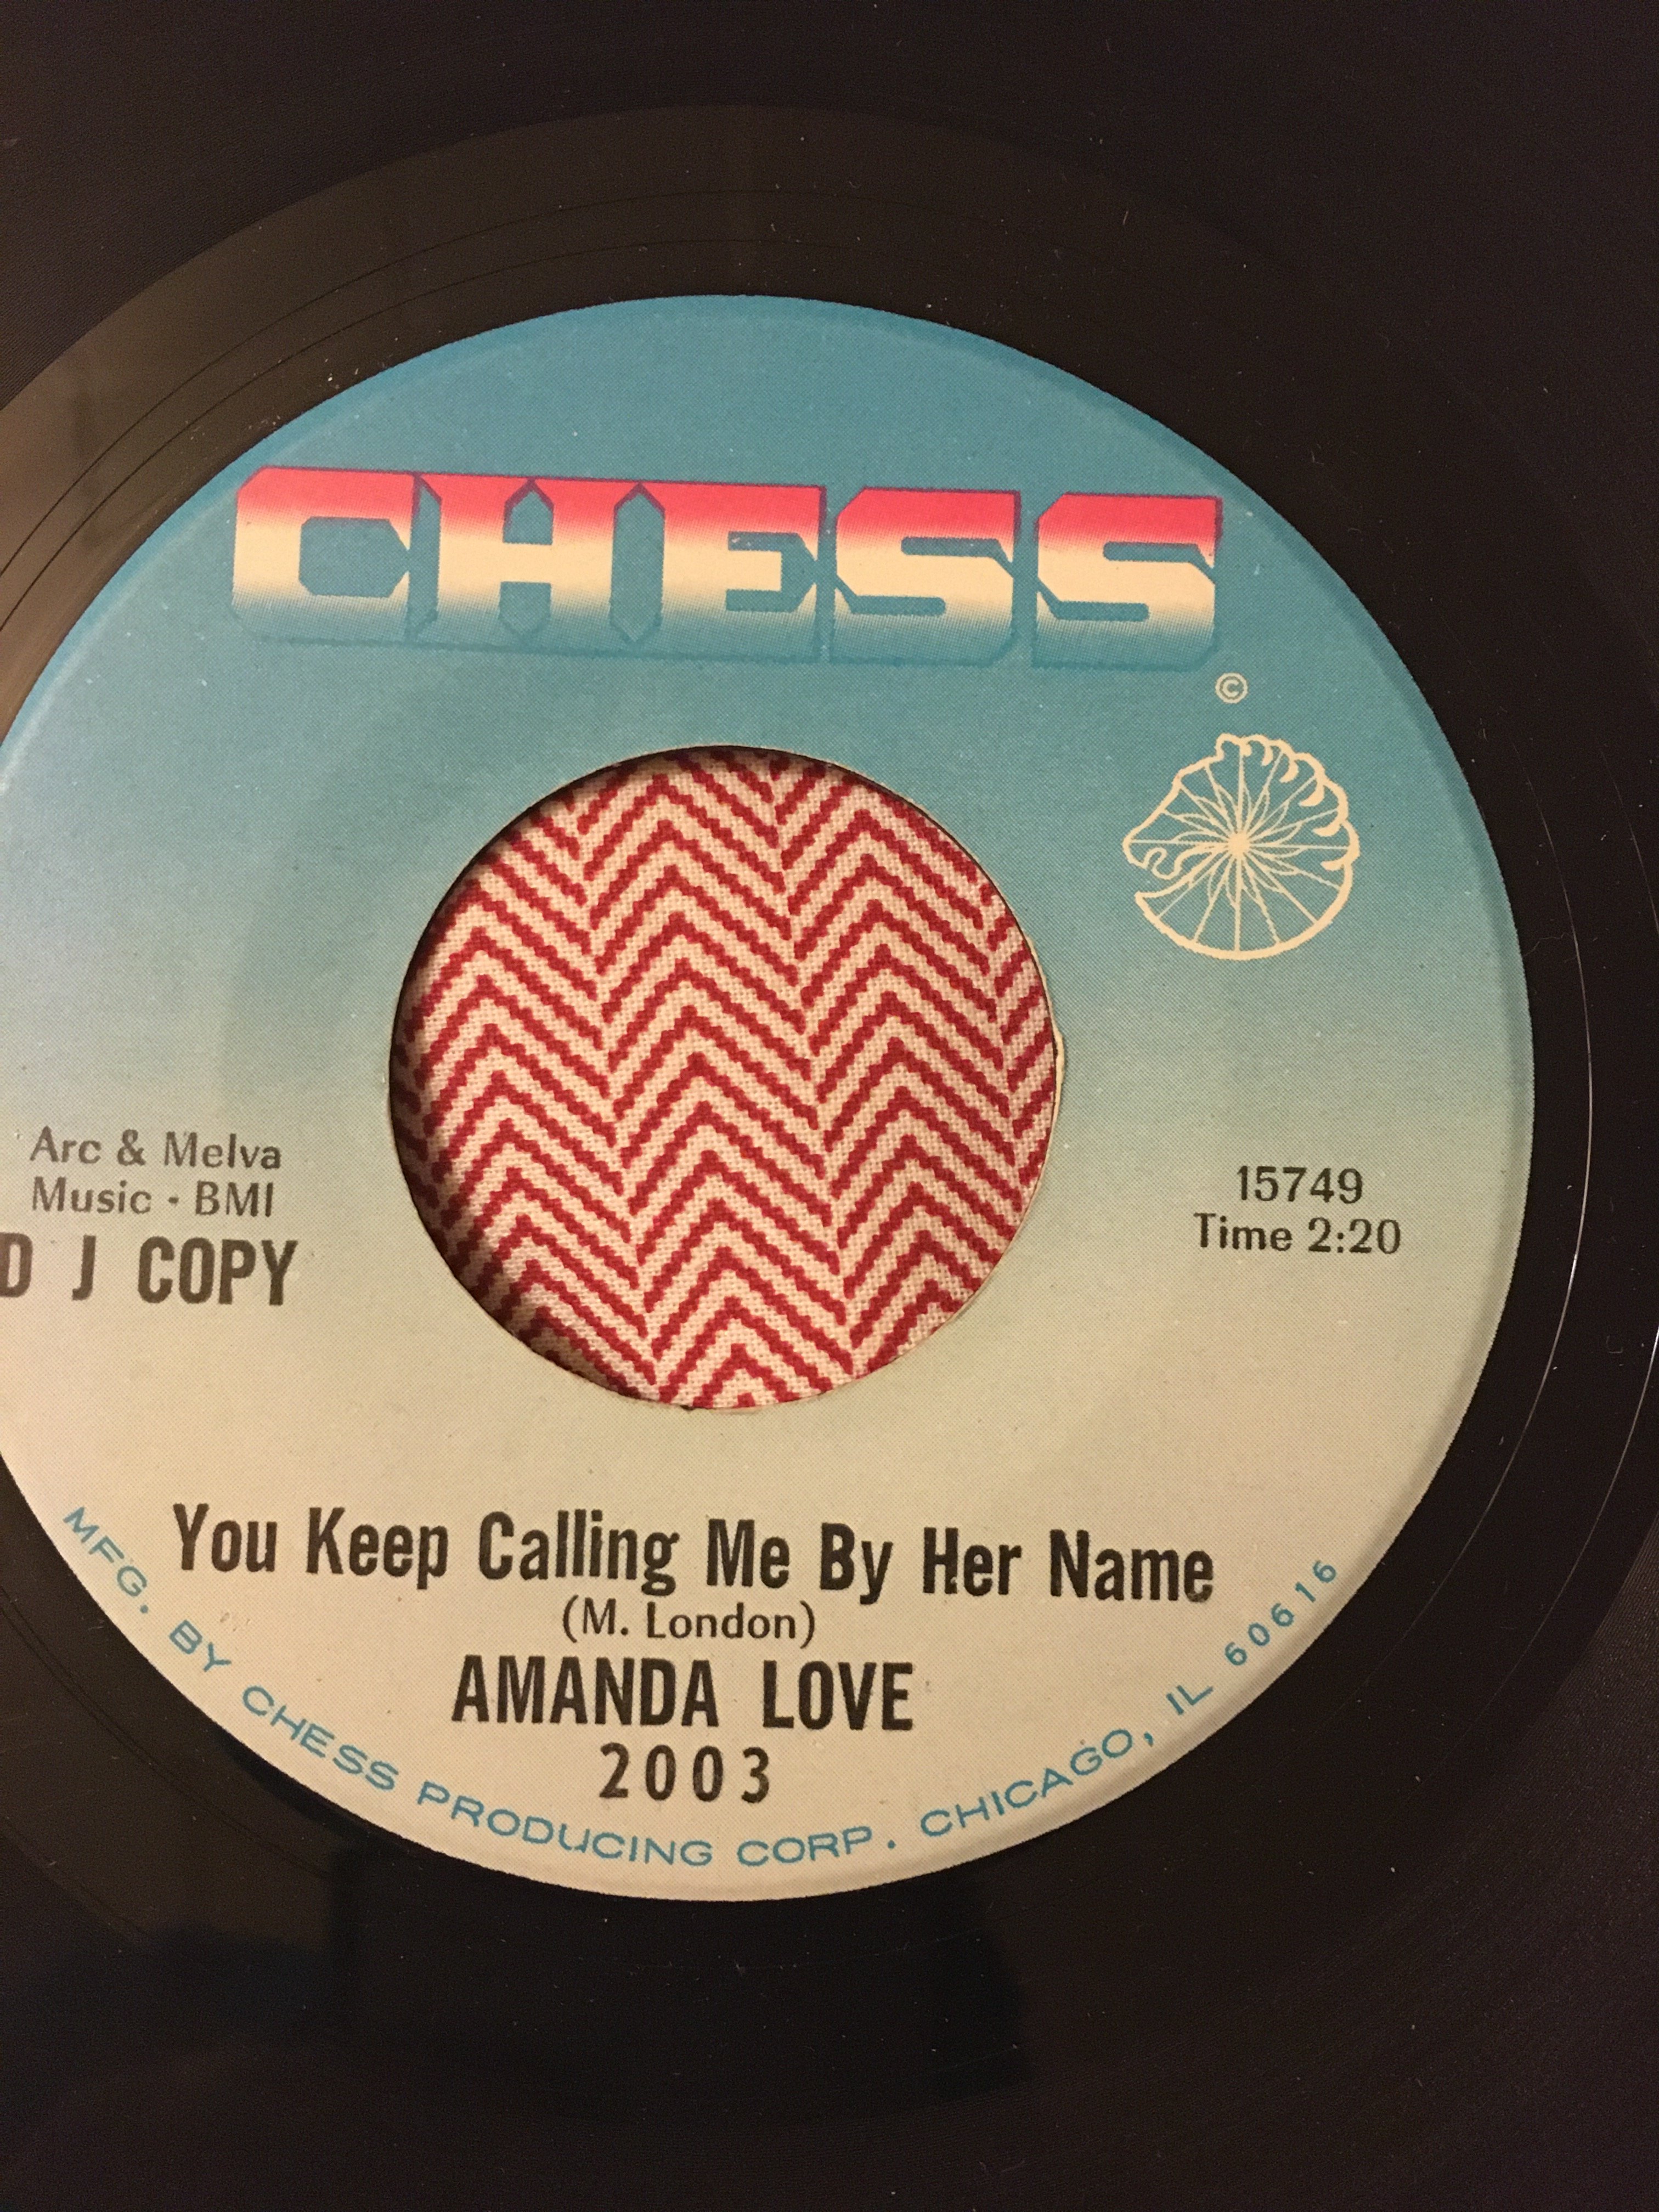 CHESS
©
Arc & Melva
Music • BMI
D J COPY
15749
Time 2:20
You Keep Calling Me By Her Name
(M. London)
AMANDA LOVE
2003
MFG. BY CHESS PRODUCING CORP. CHICAGO, IL 60616